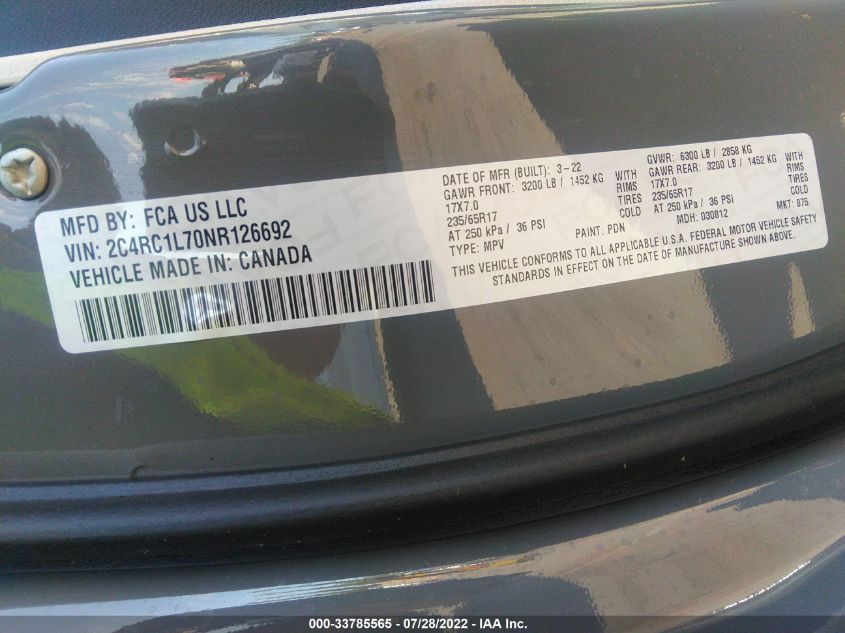 MFD BY: FCA US LLC
VIN: 2C4RC1L70NR126692
VEHICLE MADE IN: CANADA
DATE OF MFR (BUILT): 3-22 GVWR: 6300 LB / 2858 KG
GAWR FRONT: 3200 LB / 1452 KG WITH GAWR REAR: 3200 LB / 1452 KG WITH
17X7.0 RIMS 17X7.0 RIMS
235/65R17 TIRES 235/65R17 TIRES
AT 250 kPa / 36 PSI COLD AT 250 kPa / 36 PSI COLD
TYPE: MPV PAINT: PDN MDH: 030812 MKT: 875
THIS VEHICLE CONFORMS TO ALL APPLICABLE U.S.A. FEDERAL MOTOR VEHICLE SAFETY
STANDARDS IN EFFECT ON THE DATE OF MANUFACTURE SHOWN ABOVE.
000-33785565 - 07/28/2022 - IAA Inc.